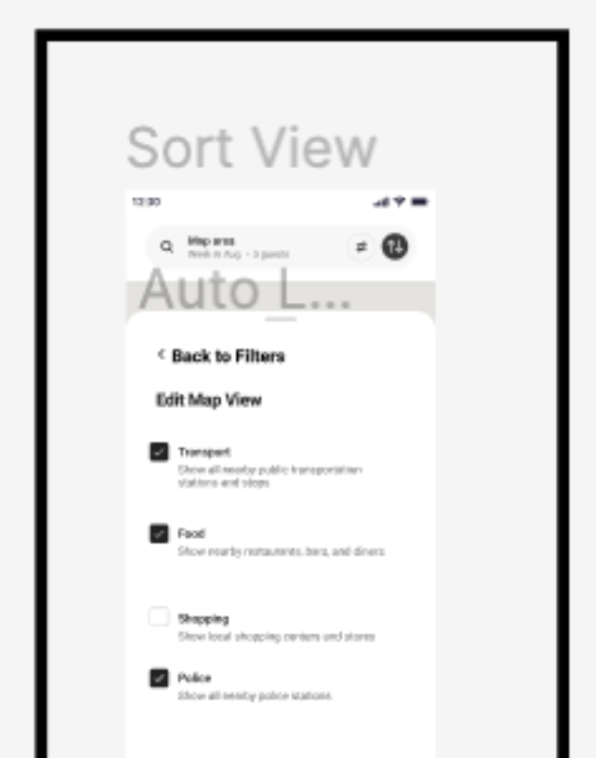 Sort View
12:30
Map area
Week in Aug • 3 guests
Auto L...
Back to Filters
Edit Map View
Transport
Show all nearby public transportation
stations and stops
Food
Show nearby restaurants, bars, and diners
Shopping
Show local shopping centers and stores
Police
Show all nearby police stations